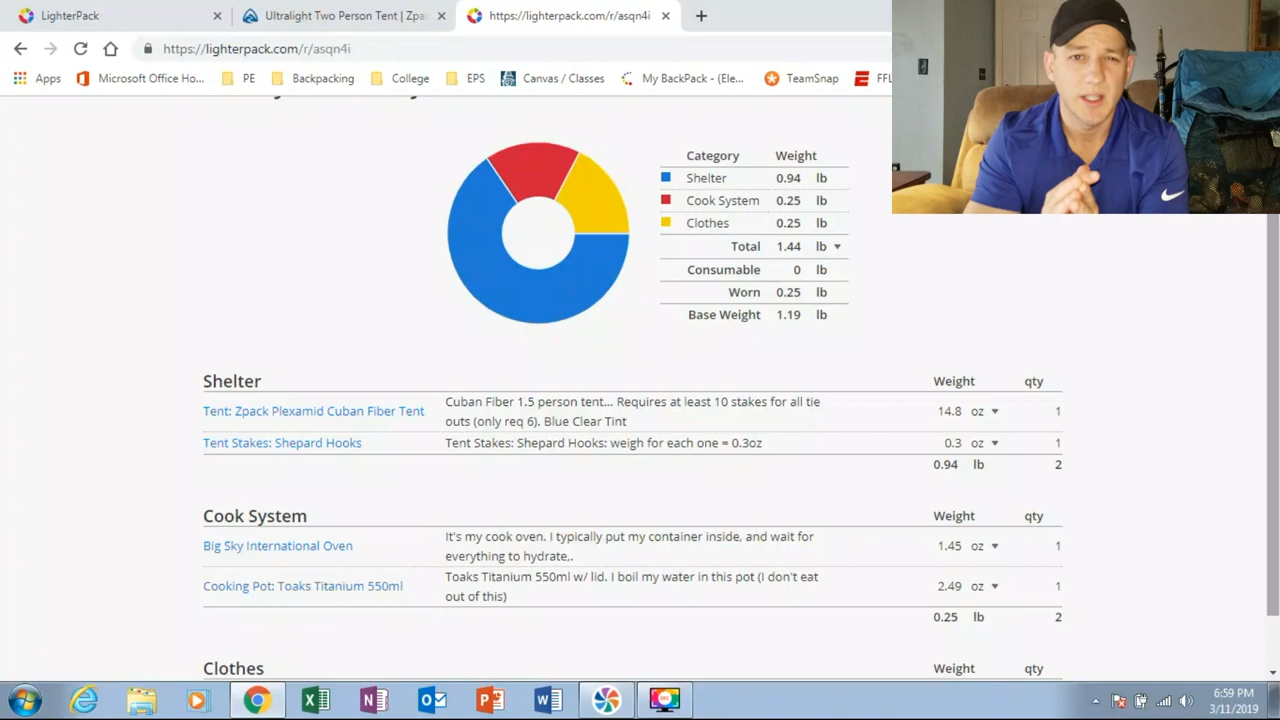 LighterPack
Ultralight Two Person Tent | Zpa
https://lighterpack.com/r/asqn4i
https://lighterpack.com/r/asqn4i
Apps Microsoft Office Ho... PE Backpacking College EPS Canvas / Classes My BackPack - (Ele... TeamSnap FFL
Category Weight
Shelter 0.94 lb
Cook System 0.25 lb
Clothes 0.25 lb
Total 1.44 lb
Consumable 0 lb
Worn 0.25 lb
Base Weight 1.19 lb
Shelter Weight qty
Tent: Zpack Plexamid Cuban Fiber Tent Cuban Fiber 1.5 person tent... Requires at least 10 stakes for all tie 14.8 oz 1
outs (only req 6). Blue Clear Tint
Tent Stakes: Shepard Hooks Tent Stakes: Shepard Hooks: weigh for each one = 0.3oz 0.3 oz 1
0.94 lb 2
Cook System Weight qty
Big Sky International Oven It's my cook oven. I typically put my container inside, and wait for 1.45 oz 1
everything to hydrate,.
Cooking Pot: Toaks Titanium 550ml Toaks Titanium 550ml w/ lid. I boil my water in this pot (I don't eat 2.49 oz 1
out of this)
0.25 lb 2
Clothes Weight qty
6:59 PM
3/11/2019